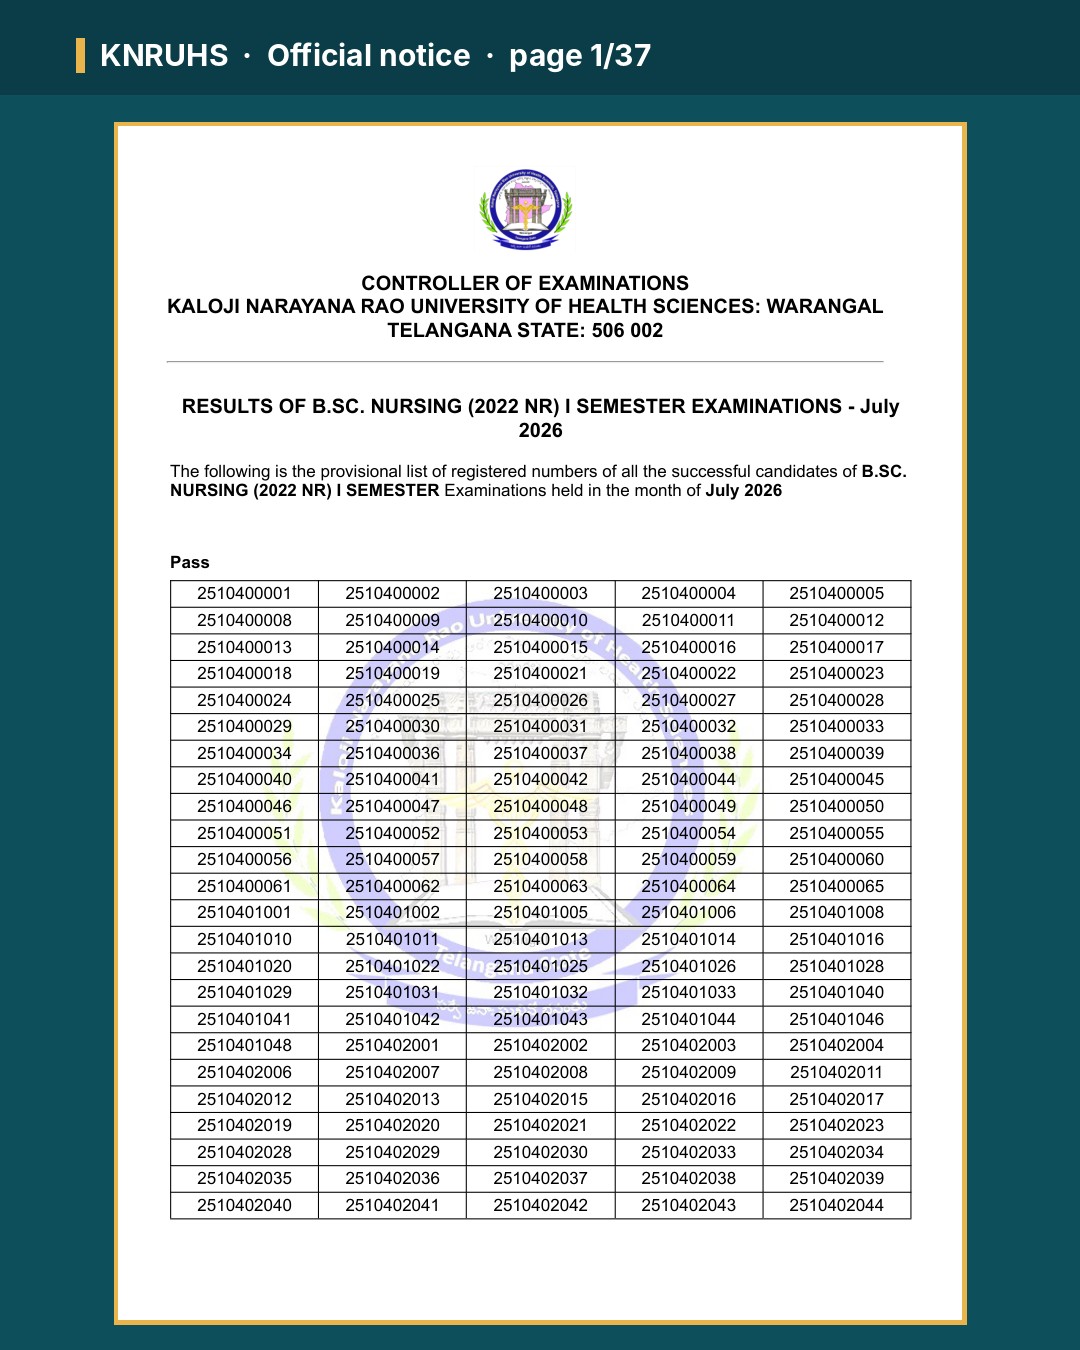 KNRUHS · Official notice · page 1/37
CONTROLLER OF EXAMINATIONS
KALOJI NARAYANA RAO UNIVERSITY OF HEALTH SCIENCES: WARANGAL
TELANGANA STATE: 506 002
RESULTS OF B.SC. NURSING (2022 NR) I SEMESTER EXAMINATIONS - July
2026
The following is the provisional list of registered numbers of all the successful candidates of B.SC.
NURSING (2022 NR) I SEMESTER Examinations held in the month of July 2026
Pass
2510400001 2510400002 2510400003 2510400004 2510400005
2510400008 2510400009 2510400010 2510400011 2510400012
2510400013 2510400014 2510400015 2510400016 2510400017
2510400018 2510400019 2510400021 2510400022 2510400023
2510400024 2510400025 2510400026 2510400027 2510400028
2510400029 2510400030 2510400031 2510400032 2510400033
2510400034 2510400036 2510400037 2510400038 2510400039
2510400040 2510400041 2510400042 2510400044 2510400045
2510400046 2510400047 2510400048 2510400049 2510400050
2510400051 2510400052 2510400053 2510400054 2510400055
2510400056 2510400057 2510400058 2510400059 2510400060
2510400061 2510400062 2510400063 2510400064 2510400065
2510401001 2510401002 2510401005 2510401006 2510401008
2510401010 2510401011 2510401013 2510401014 2510401016
2510401020 2510401022 2510401025 2510401026 2510401028
2510401029 2510401031 2510401032 2510401033 2510401040
2510401041 2510401042 2510401043 2510401044 2510401046
2510401048 2510402001 2510402002 2510402003 2510402004
2510402006 2510402007 2510402008 2510402009 2510402011
2510402012 2510402013 2510402015 2510402016 2510402017
2510402019 2510402020 2510402021 2510402022 2510402023
2510402028 2510402029 2510402030 2510402033 2510402034
2510402035 2510402036 2510402037 2510402038 2510402039
2510402040 2510402041 2510402042 2510402043 2510402044